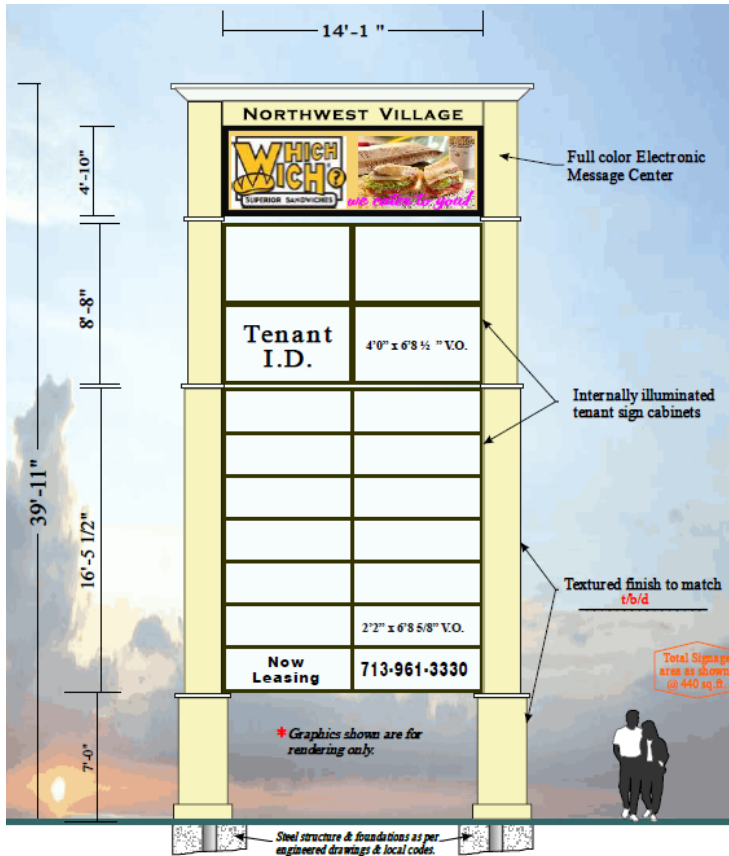 14'-1 "
NORTHWEST VILLAGE
WHICH
WICH?
SUPERIOR SANDWICHES
we cater to you!
Full color Electronic
Message Center
4'-10"
8'-8"
Tenant
I.D.
4'0" x 6'8 ½ " V.O.
Internally illuminated
tenant sign cabinets
39'-11"
16'-5 1/2"
Textured finish to match
t/b/d
2'2" x 6'8 5/8" V.O.
Now
Leasing
713-961-3330
Total Signage
area as shown
@ 440 sq.ft.
7'-0"
*Graphics shown are for
rendering only.
Steel structure & foundations as per
engineered drawings & local codes.